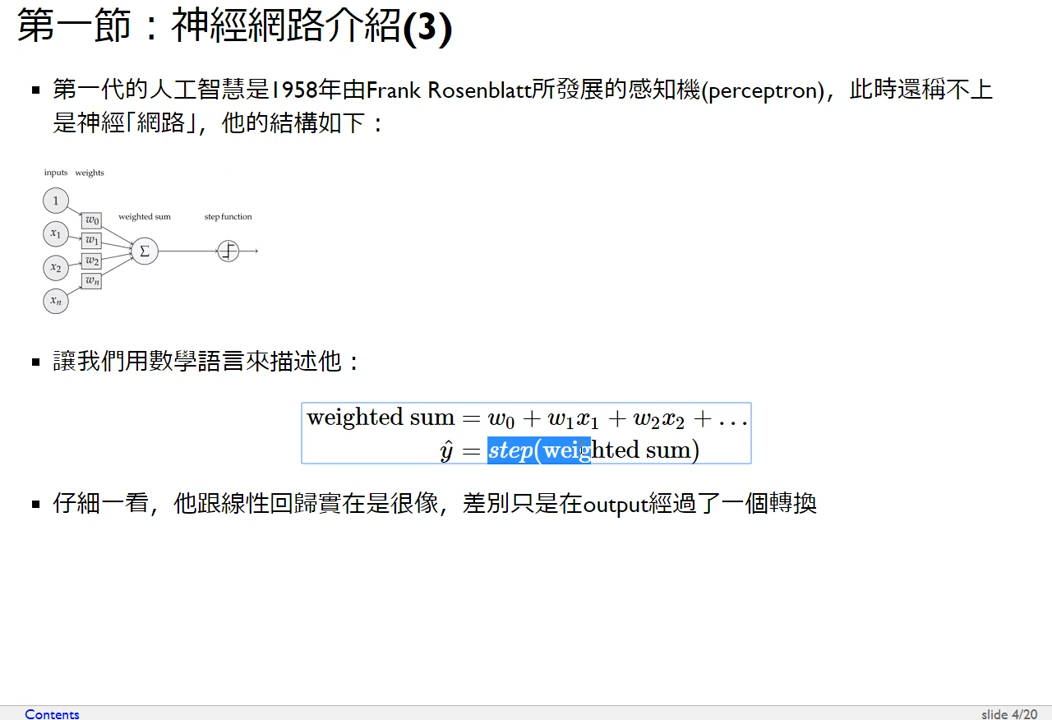 第一節：神經網路介紹(3)
第一代的人工智慧是1958年由Frank Rosenblatt所發展的感知機(perceptron)，此時還稱不上
是神經「網路」，他的結構如下：
inputs weights
1
w0
weighted sum
step function
x1
w1
Σ
x2
w2
wn
xn
讓我們用數學語言來描述他：
weighted sum = w0 + w1x1 + w2x2 + …
ŷ = step(weighted sum)
仔細一看，他跟線性回歸實在是很像，差別只是在output經過了一個轉換
Contents
slide 4/20